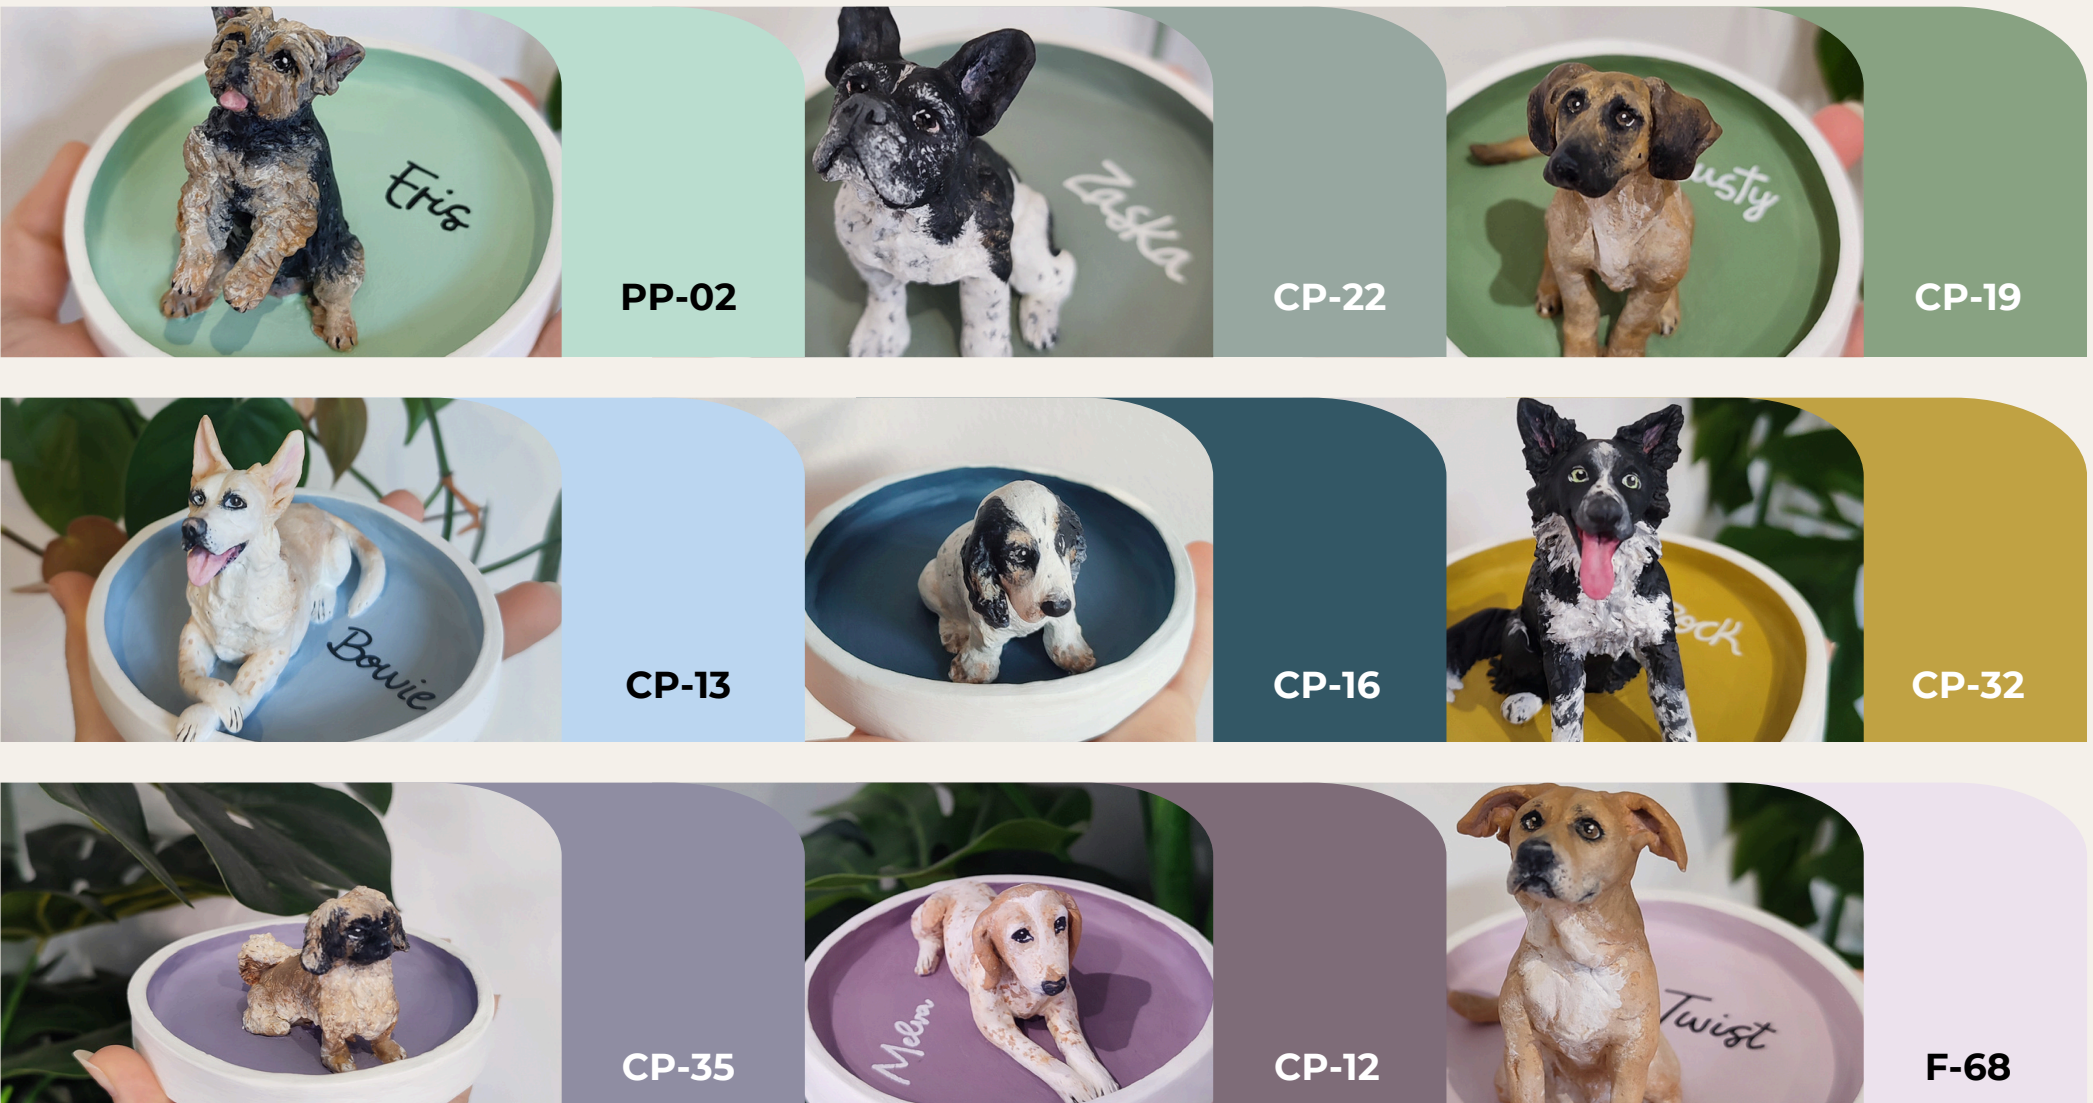 Eris
PP-02
Zaska
CP-22
usty
CP-19
Bowie
CP-13
CP-16
ock
CP-32
CP-35
Melva
CP-12
Twist
F-68